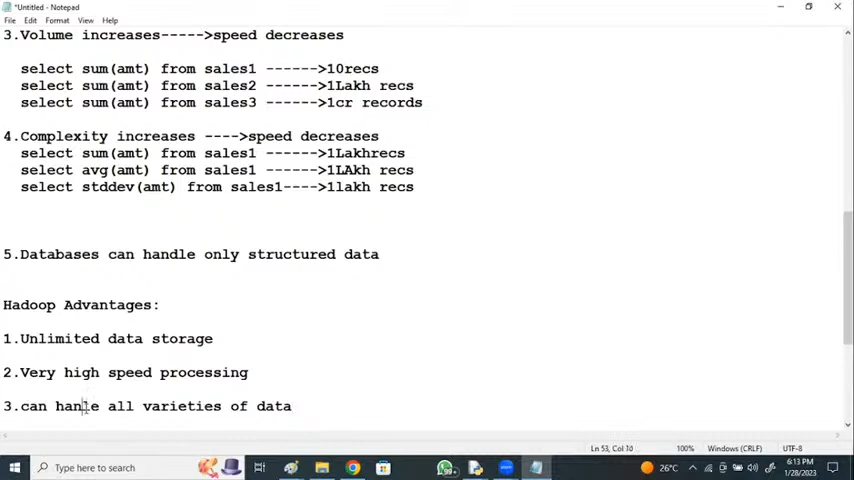 *Untitled - Notepad
File Edit Format View Help
3.Volume increases----->speed decreases
select sum(amt) from sales1 ------>10recs
select sum(amt) from sales2 ------>1Lakh recs
select sum(amt) from sales3 ------>1cr records
4.Complexity increases ---->speed decreases
select sum(amt) from sales1 ------>1Lakhrecs
select avg(amt) from sales1 ------>1LAkh recs
select stddev(amt) from sales1---->1lakh recs
5.Databases can handle only structured data
Hadoop Advantages:
1.Unlimited data storage
2.Very high speed processing
3.can hanle all varieties of data
Ln 53, Col 10 100% Windows (CRLF) UTF-8
Type here to search 99+ 26°C 6:13 PM
1/28/2023